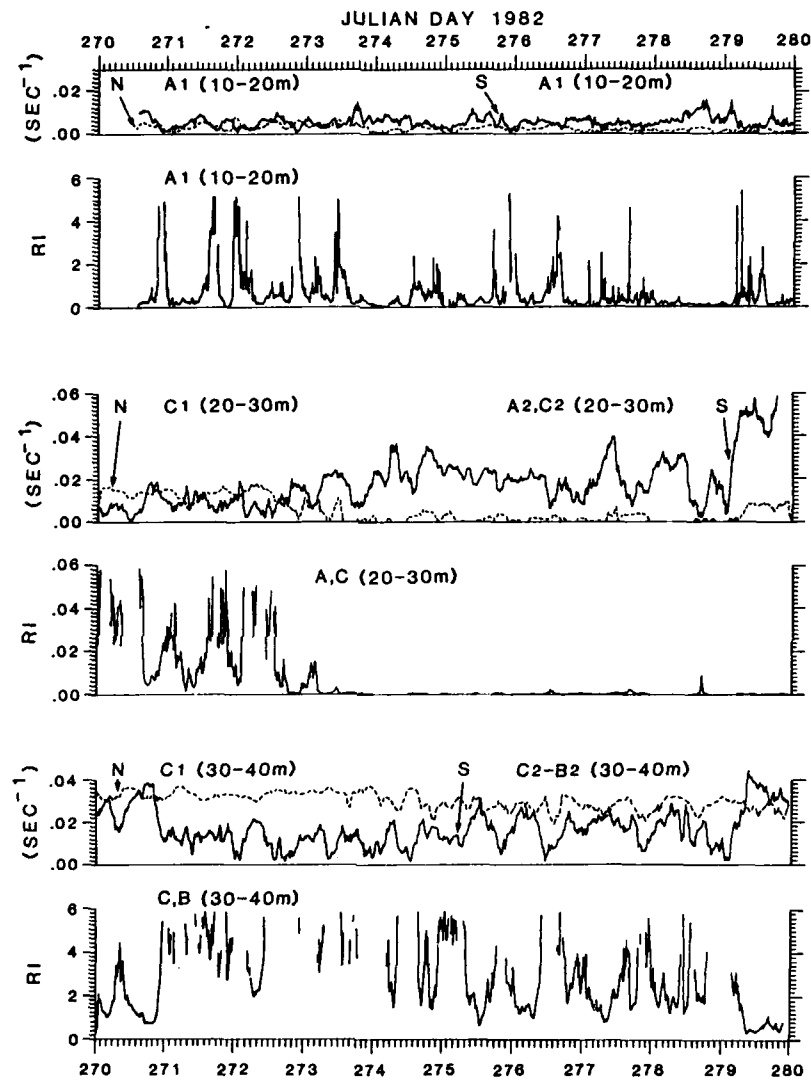 JULIAN DAY 1982
270 271 272 273 274 275 276 277 278 279 280
N A1 (10-20m) S A1 (10-20m)
(SEC⁻¹)
.02
.00
A1 (10-20m)
RI
6
4
2
0
N C1 (20-30m) A2,C2 (20-30m) S
(SEC⁻¹)
.06
.04
.02
.00
A,C (20-30m)
RI
.06
.04
.02
.00
N C1 (30-40m) S C2-B2 (30-40m)
(SEC⁻¹)
.04
.02
.00
C,B (30-40m)
RI
6
4
2
0
270 271 272 273 274 275 276 277 278 279 280